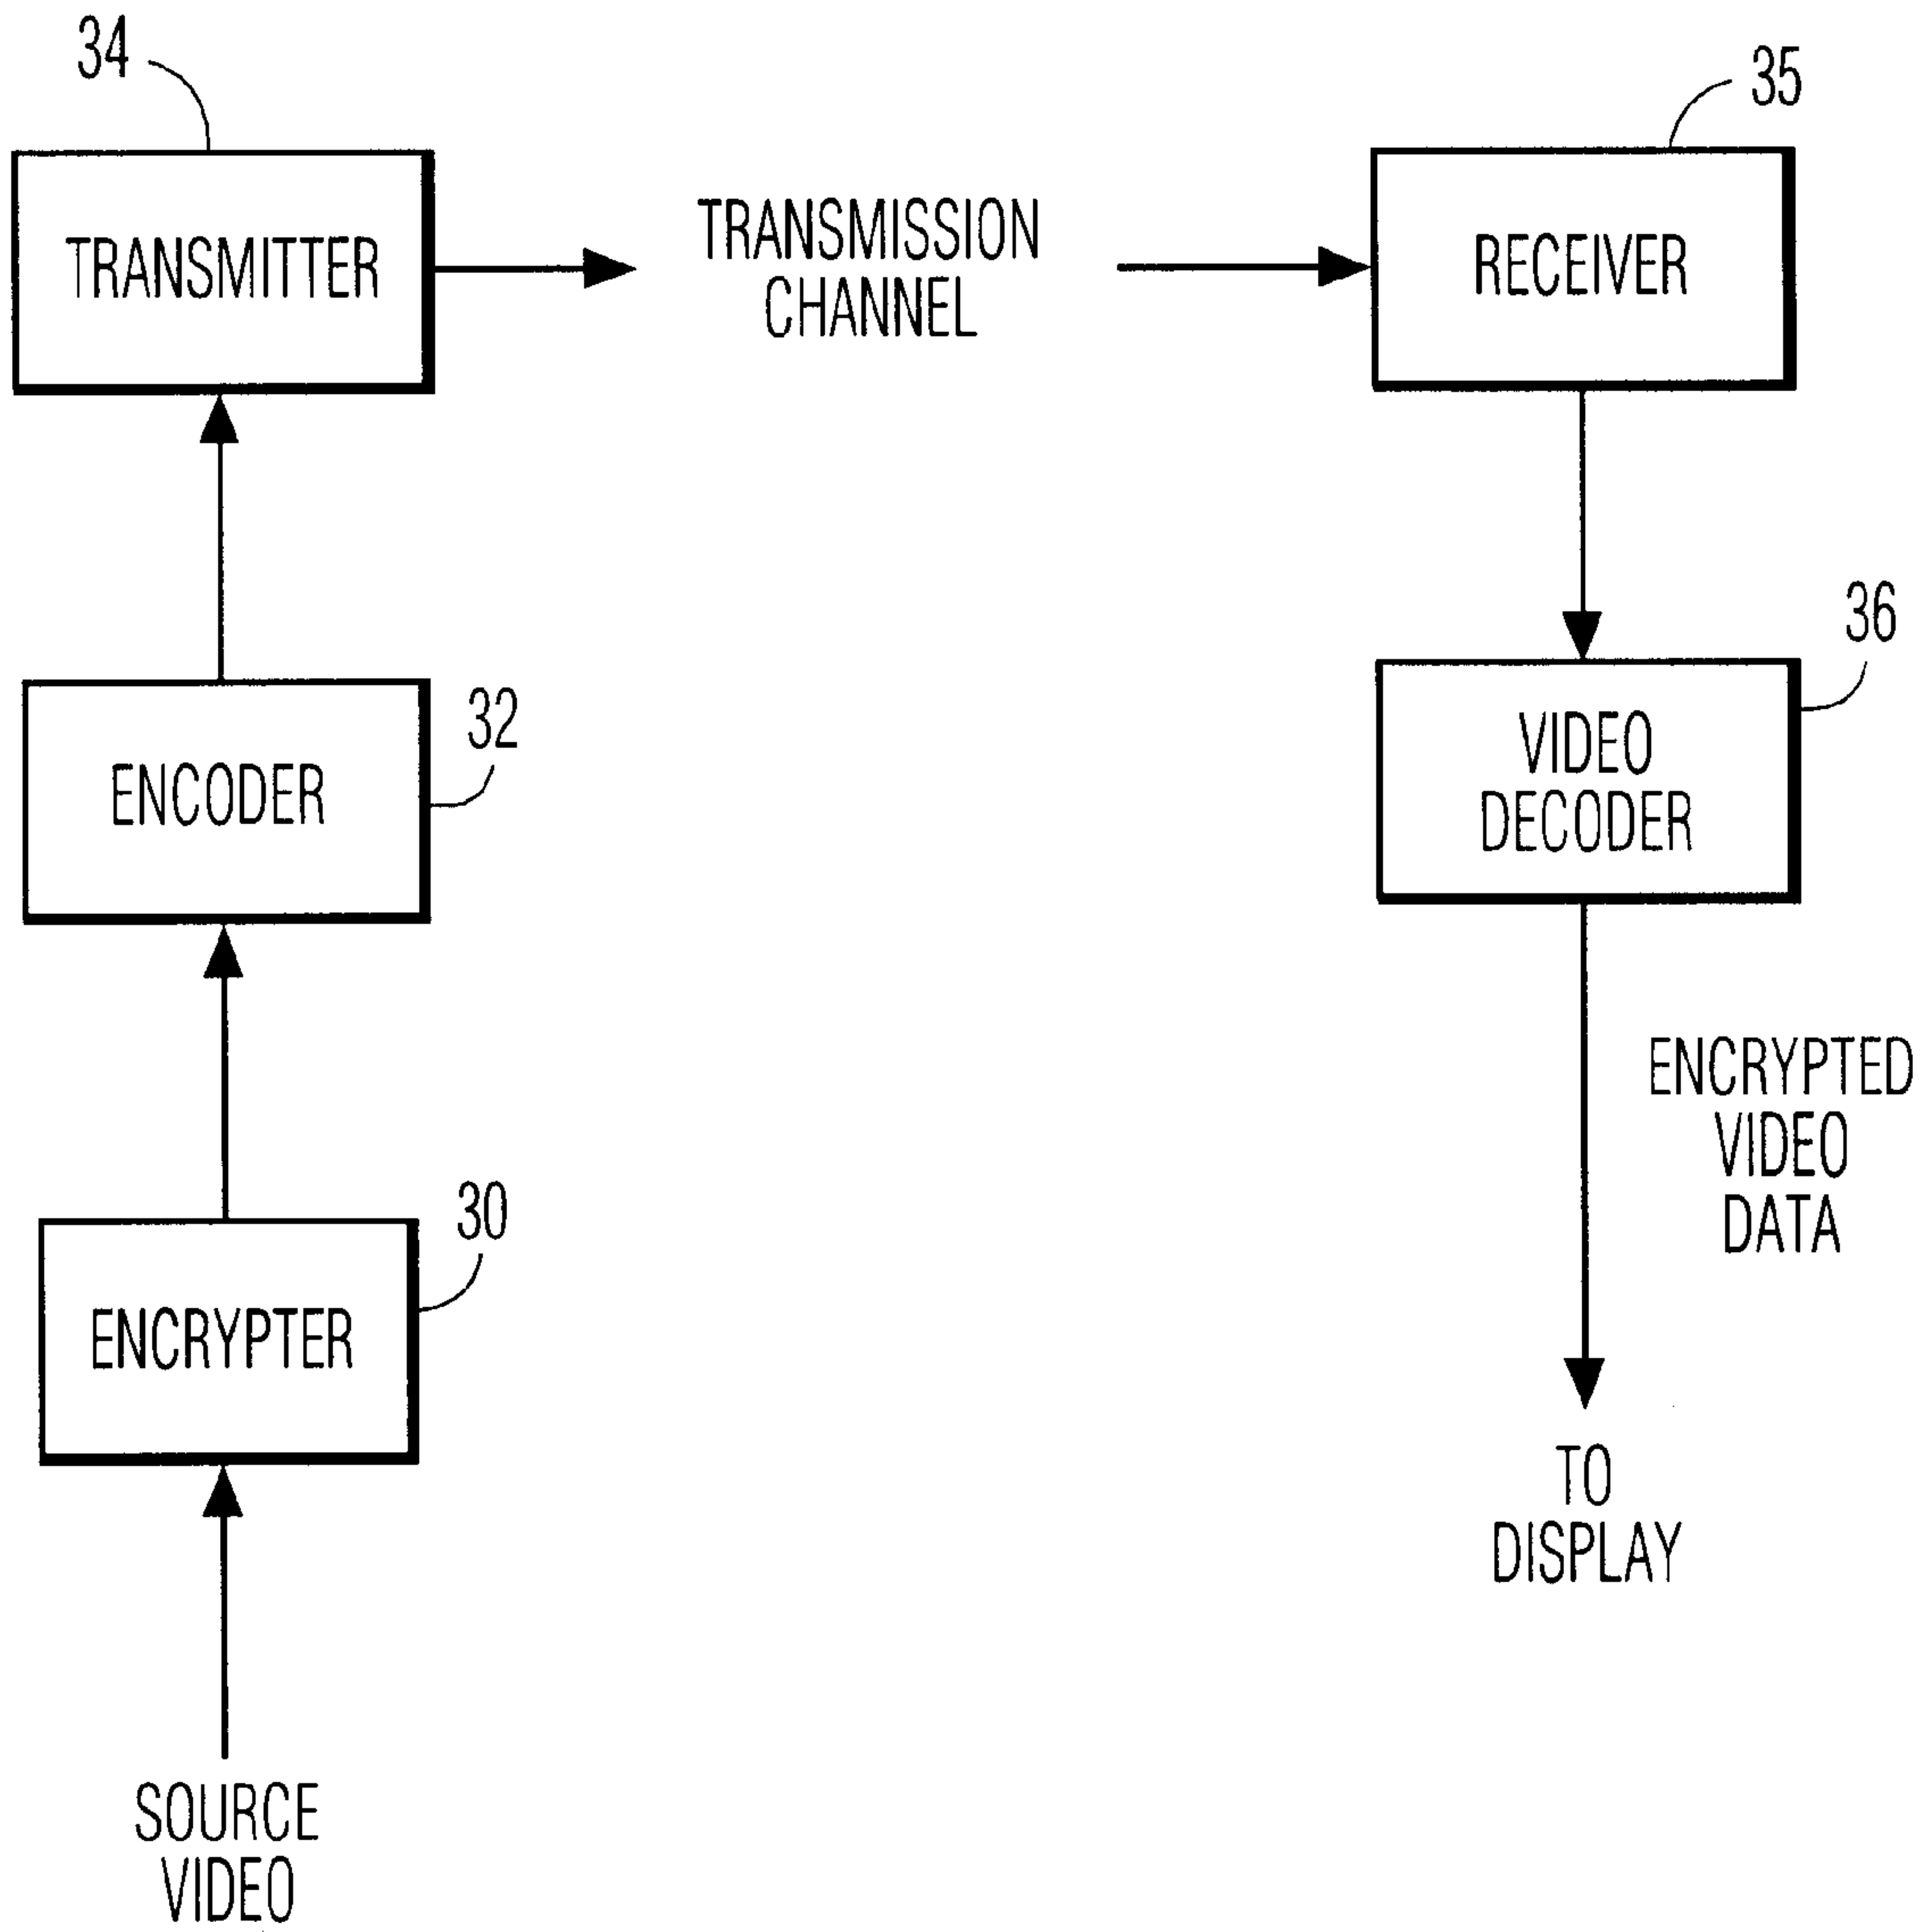 34
35
TRANSMITTER
TRANSMISSION
CHANNEL
RECEIVER
36
32
ENCODER
VIDEO
DECODER
30
ENCRYPTER
ENCRYPTED
VIDEO
DATA
TO
DISPLAY
SOURCE
VIDEO